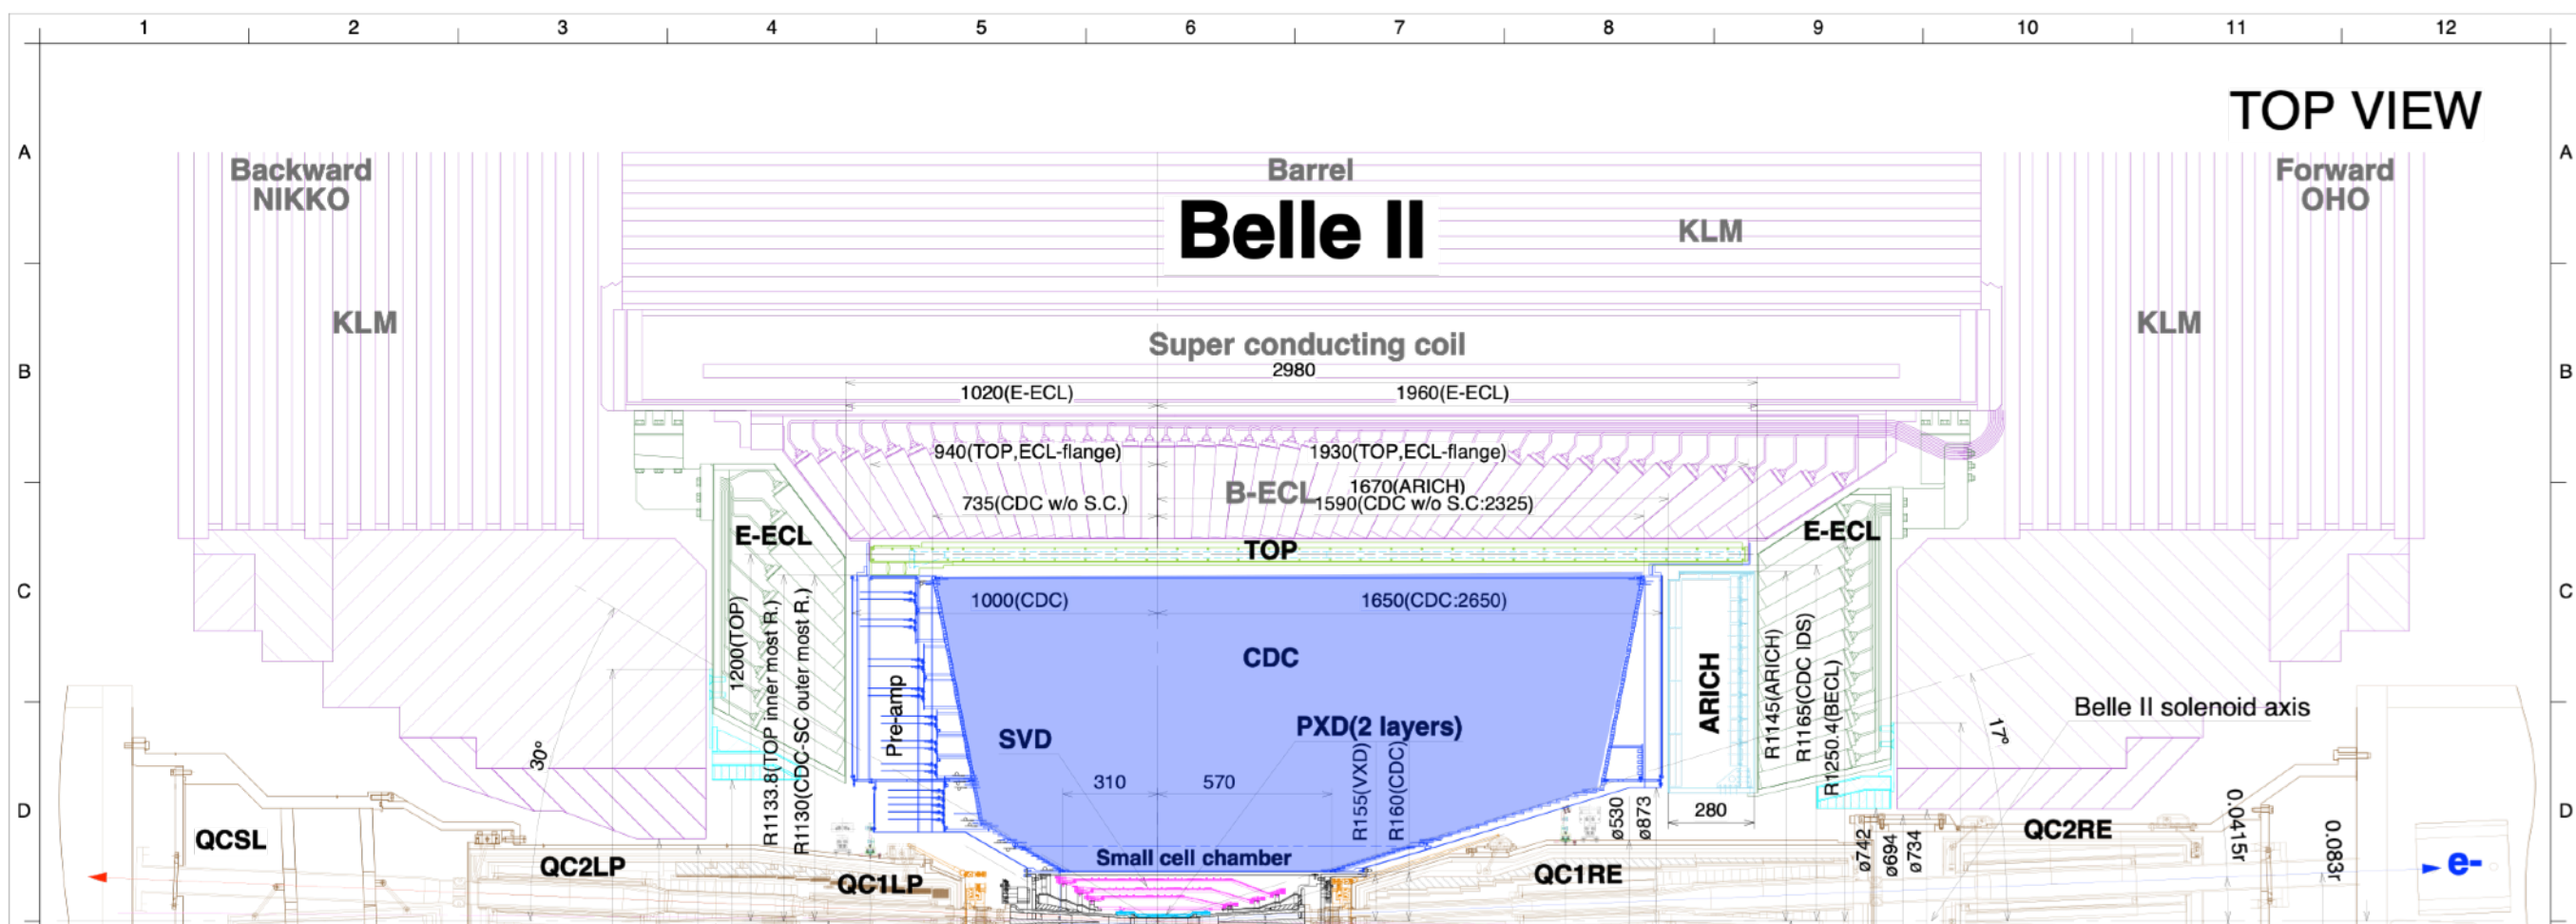 1 2 3 4 5 6 7 8 9 10 11 12
TOP VIEW
A A
Backward
NIKKO
Barrel
Forward
OHO
Belle II
KLM
KLM
KLM
Super conducting coil
B B
2980
1020(E-ECL) 1960(E-ECL)
940(TOP,ECL-flange) 1930(TOP,ECL-flange)
B-ECL
1670(ARICH)
735(CDC w/o S.C.) 1590(CDC w/o S.C:2325)
E-ECL
E-ECL
TOP
C C
1000(CDC) 1650(CDC:2650)
CDC
1200(TOP)
R1133.8(TOP inner most R.)
R1130(CDC-SC outer most R.)
Pre-amp
ARICH
R1145(ARICH)
R1165(CDC IDS)
R1250.4(BECL)
Belle II solenoid axis
30°
17°
SVD
PXD(2 layers)
310 570
R155(VXD)
R160(CDC)
ø530
ø873
280
D D
QCSL
QC2LP
QC1LP
Small cell chamber
QC1RE
ø742
ø694
ø734
QC2RE
0.0415r
0.083r
e-